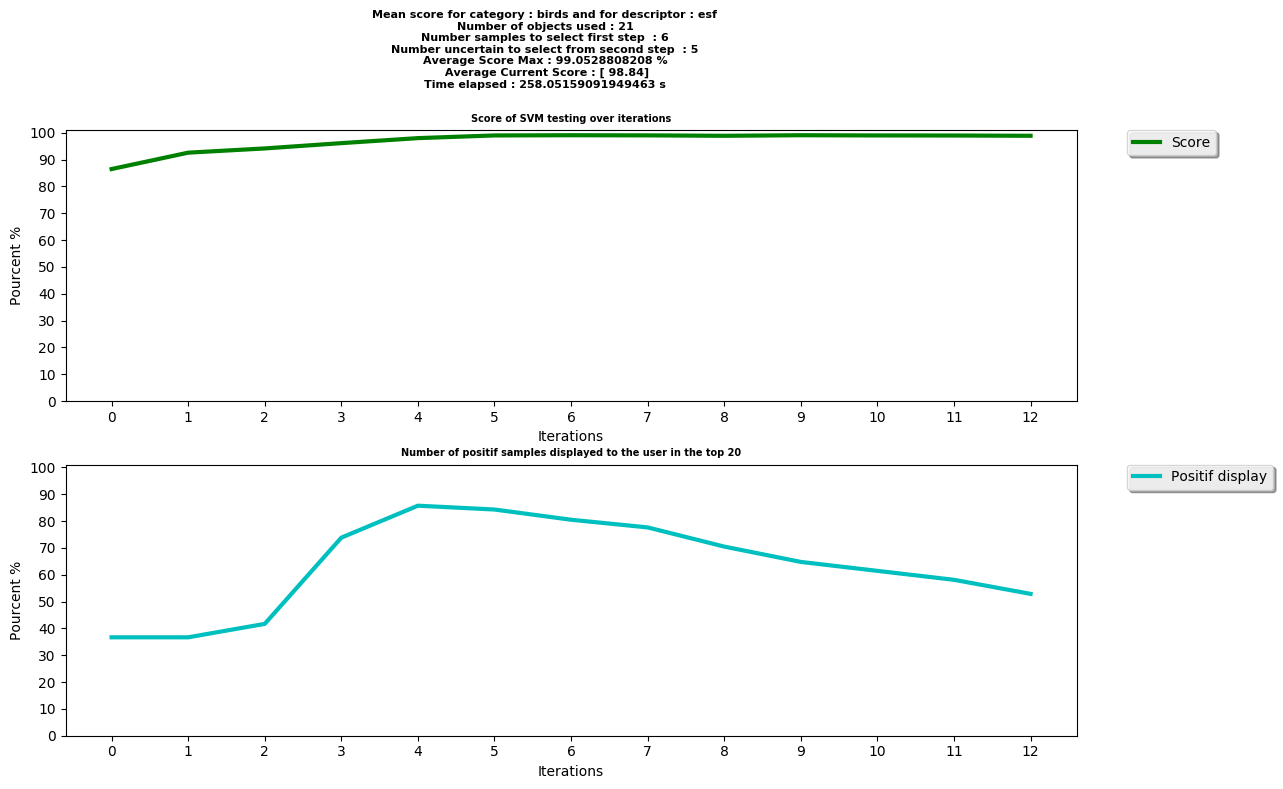 Mean score for category : birds and for descriptor : esf
Number of objects used : 21
Number samples to select first step  : 6
Number uncertain to select from second step  : 5
Average Score Max : 99.0528808208 %
Average Current Score : [ 98.84]
Time elapsed : 258.05159091949463 s
Score of SVM testing over iterations
100
90
80
70
60
50
40
30
20
10
0
Pourcent %
0 1 2 3 4 5 6 7 8 9 10 11 12
Iterations
Score
Number of positif samples displayed to the user in the top 20
100
90
80
70
60
50
40
30
20
10
0
Pourcent %
0 1 2 3 4 5 6 7 8 9 10 11 12
Iterations
Positif display